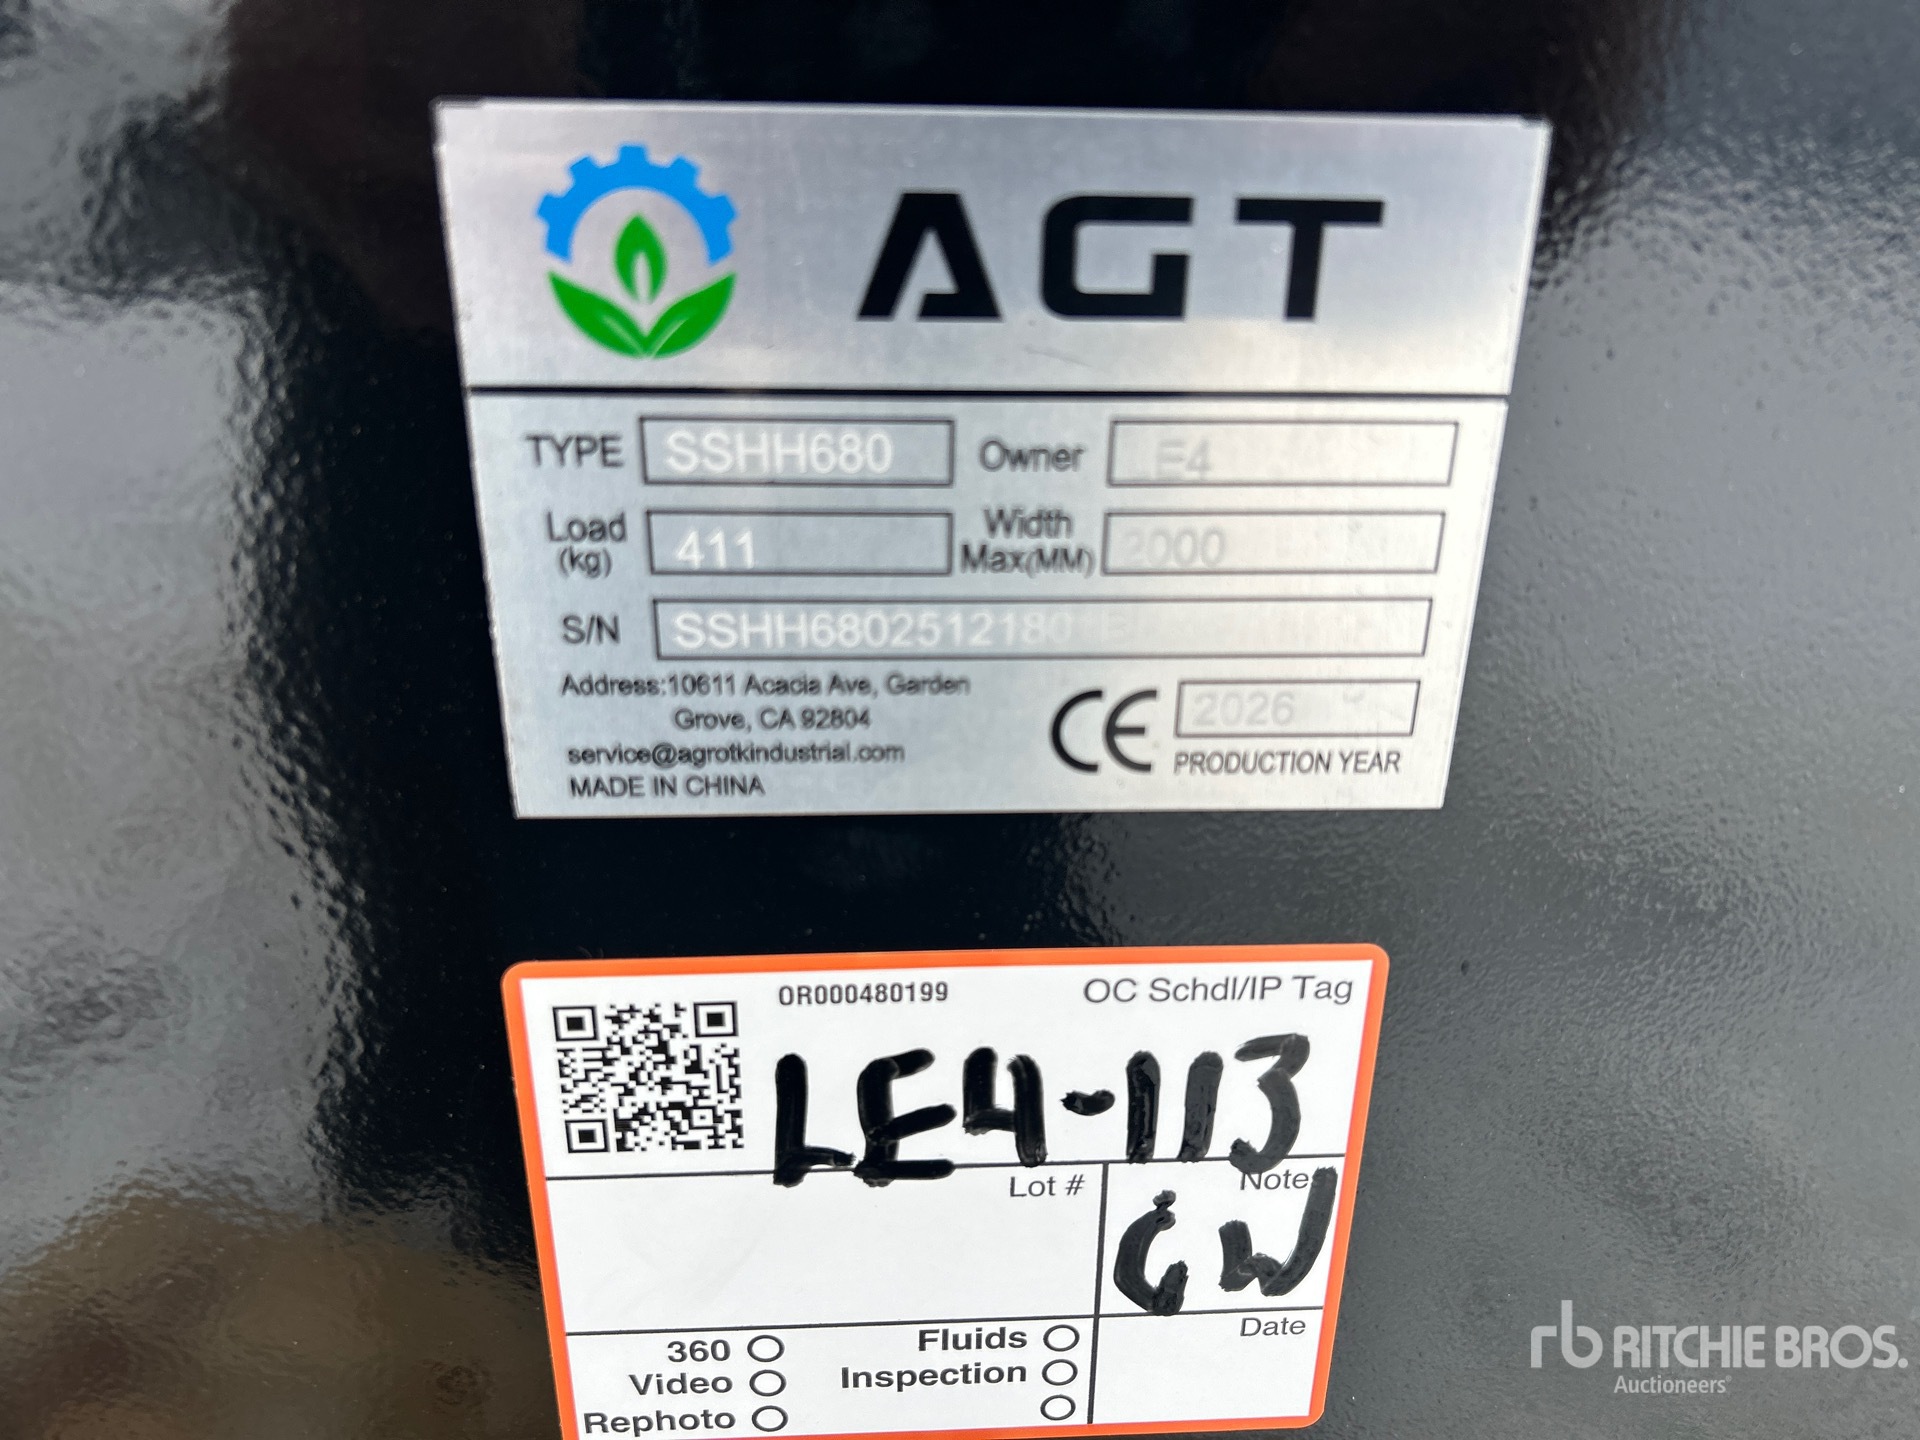 AGT
TYPE SSHH680 Owner LE4
Load (kg) 411 Width Max(MM) 2000
S/N SSHH6802512180
Address:10611 Acacia Ave, Garden
Grove, CA 92804
service@agrotkindustrial.com
MADE IN CHINA
CE 2026
PRODUCTION YEAR
OR000480199 OC Schdl/IP Tag
LE4-113
Lot # Notes
GW
360 Fluids Date
Video Inspection
Rephoto
rb RITCHIE BROS.
Auctioneers